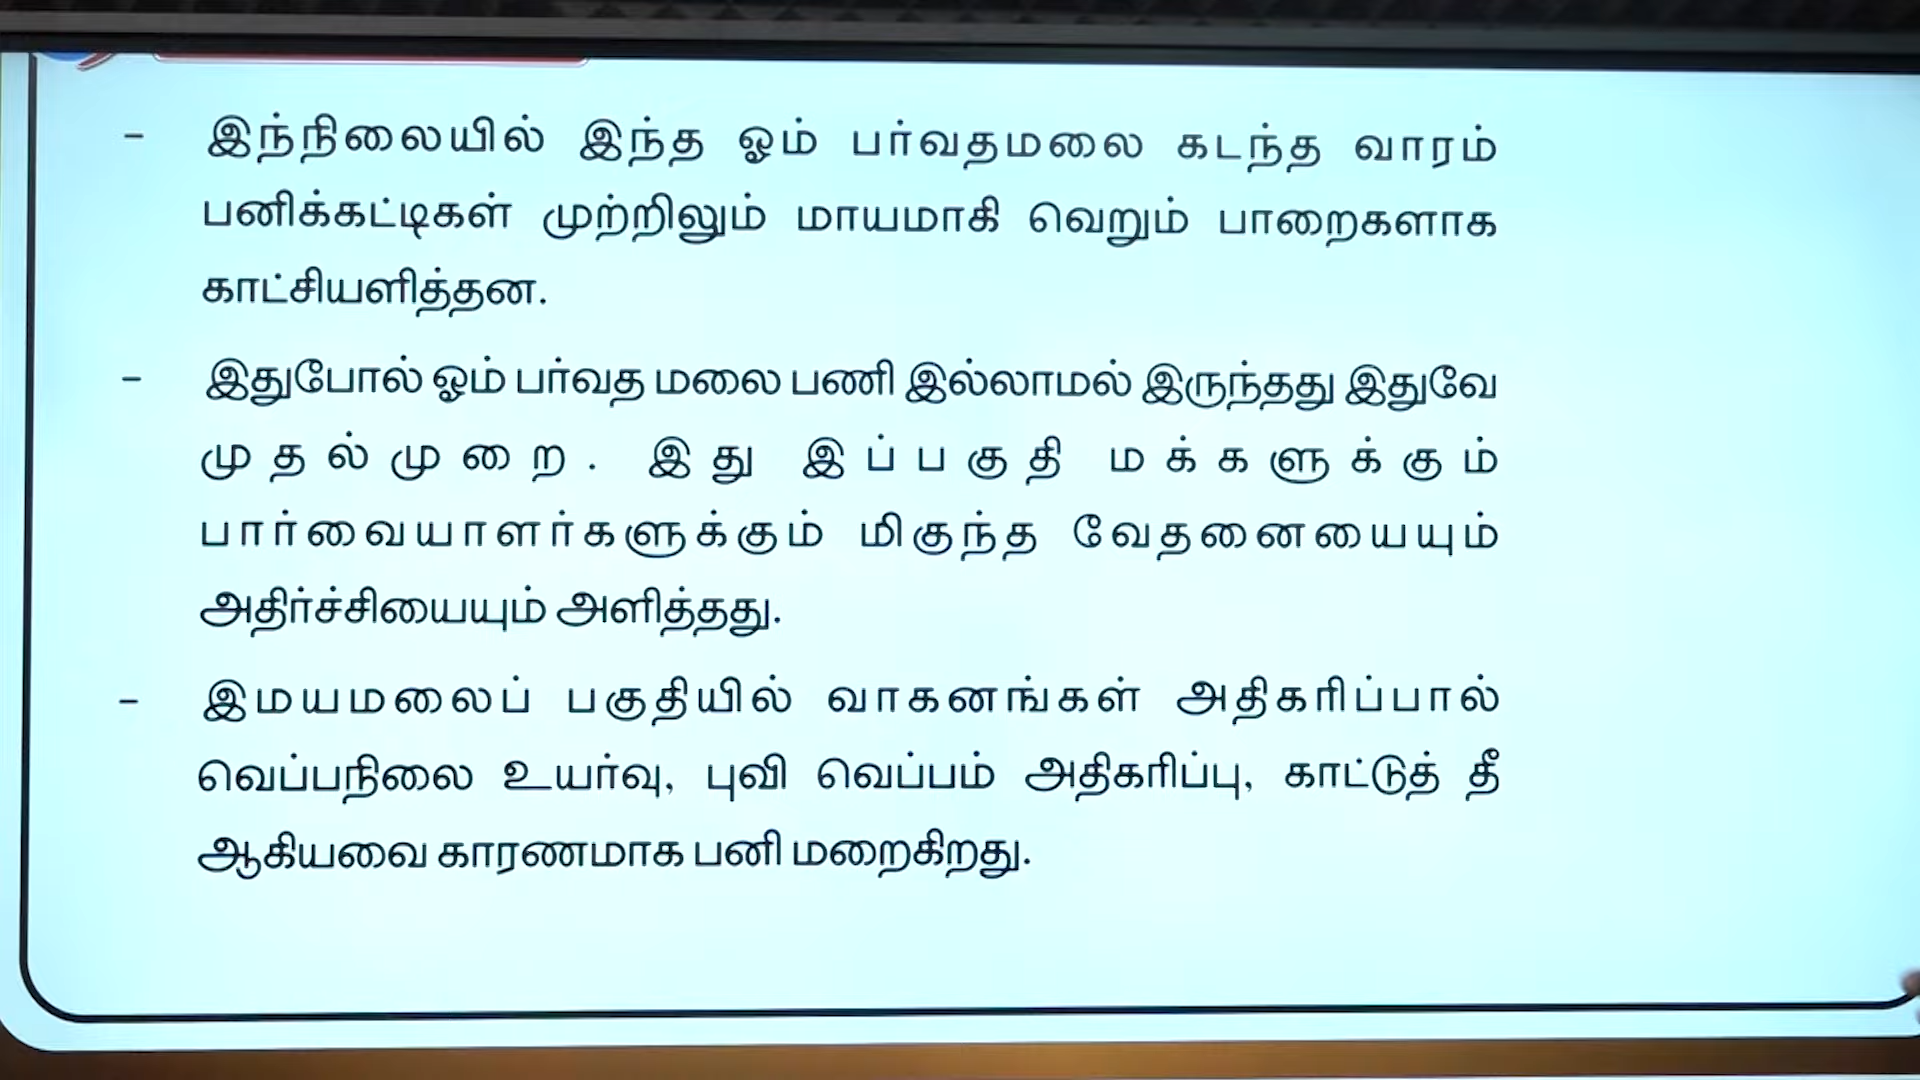 - இந்நிலையில் இந்த ஓம் பர்வதமலை கடந்த வாரம்
பனிக்கட்டிகள் முற்றிலும் மாயமாகி வெறும் பாறைகளாக
காட்சியளித்தன.
- இதுபோல் ஓம் பர்வத மலை பணி இல்லாமல் இருந்தது இதுவே
முதல்முறை. இது இப்பகுதி மக்களுக்கும்
பார்வையாளர்களுக்கும் மிகுந்த வேதனையையும்
அதிர்ச்சியையும் அளித்தது.
- இமயமலைப் பகுதியில் வாகனங்கள் அதிகரிப்பால்
வெப்பநிலை உயர்வு, புவி வெப்பம் அதிகரிப்பு, காட்டுத் தீ
ஆகியவை காரணமாக பனி மறைகிறது.